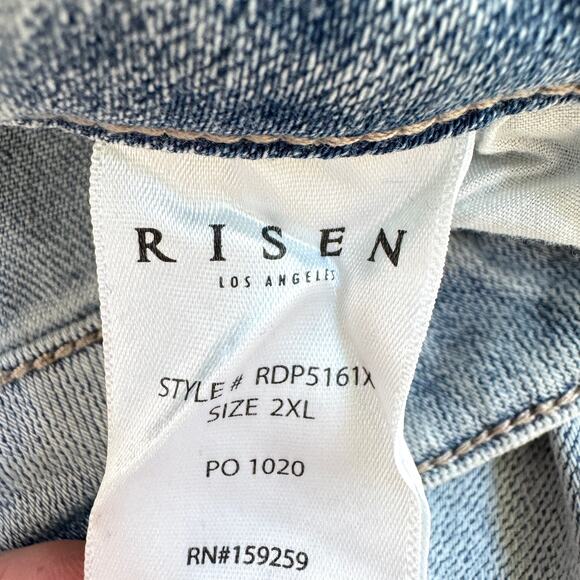 RISEN
LOS ANGELES
STYLE# RDP5161X
SIZE 2XL
PO 1020
RN#159259